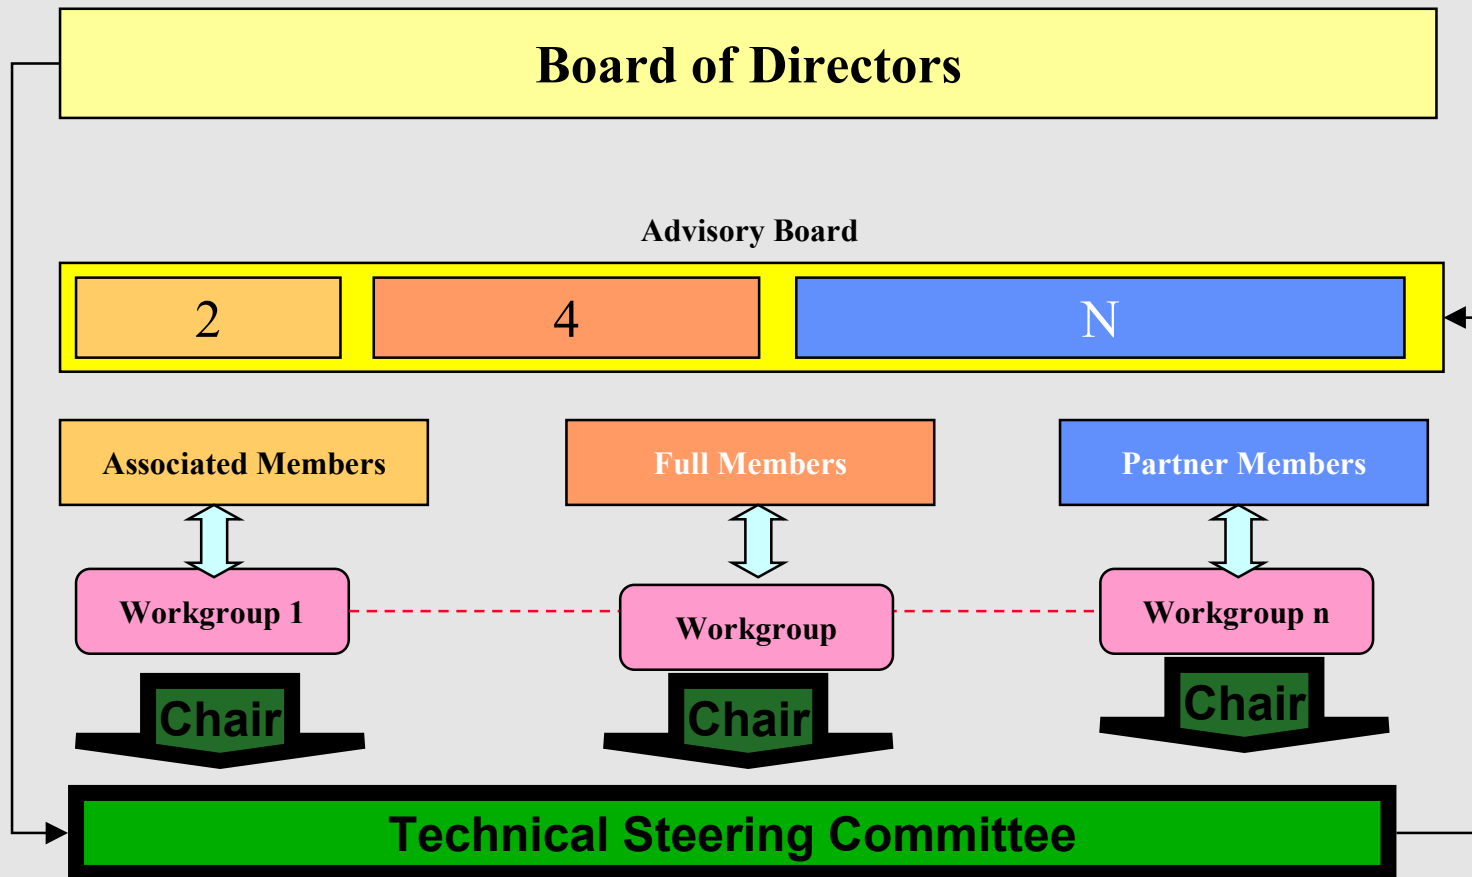 Board of Directors
Advisory Board
2
4
N
Associated Members
Full Members
Partner Members
Workgroup 1
Workgroup
Workgroup n
Chair
Chair
Chair
Technical Steering Committee